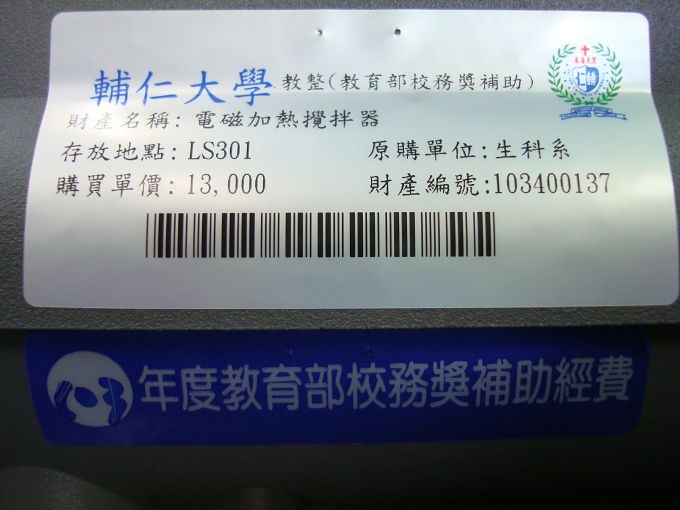 輔仁大學 教整(教育部校務獎補助)
財產名稱: 電磁加熱攪拌器
存放地點: LS301 原購單位: 生科系
購買單價: 13,000 財產編號:103400137
103年度教育部校務獎補助經費